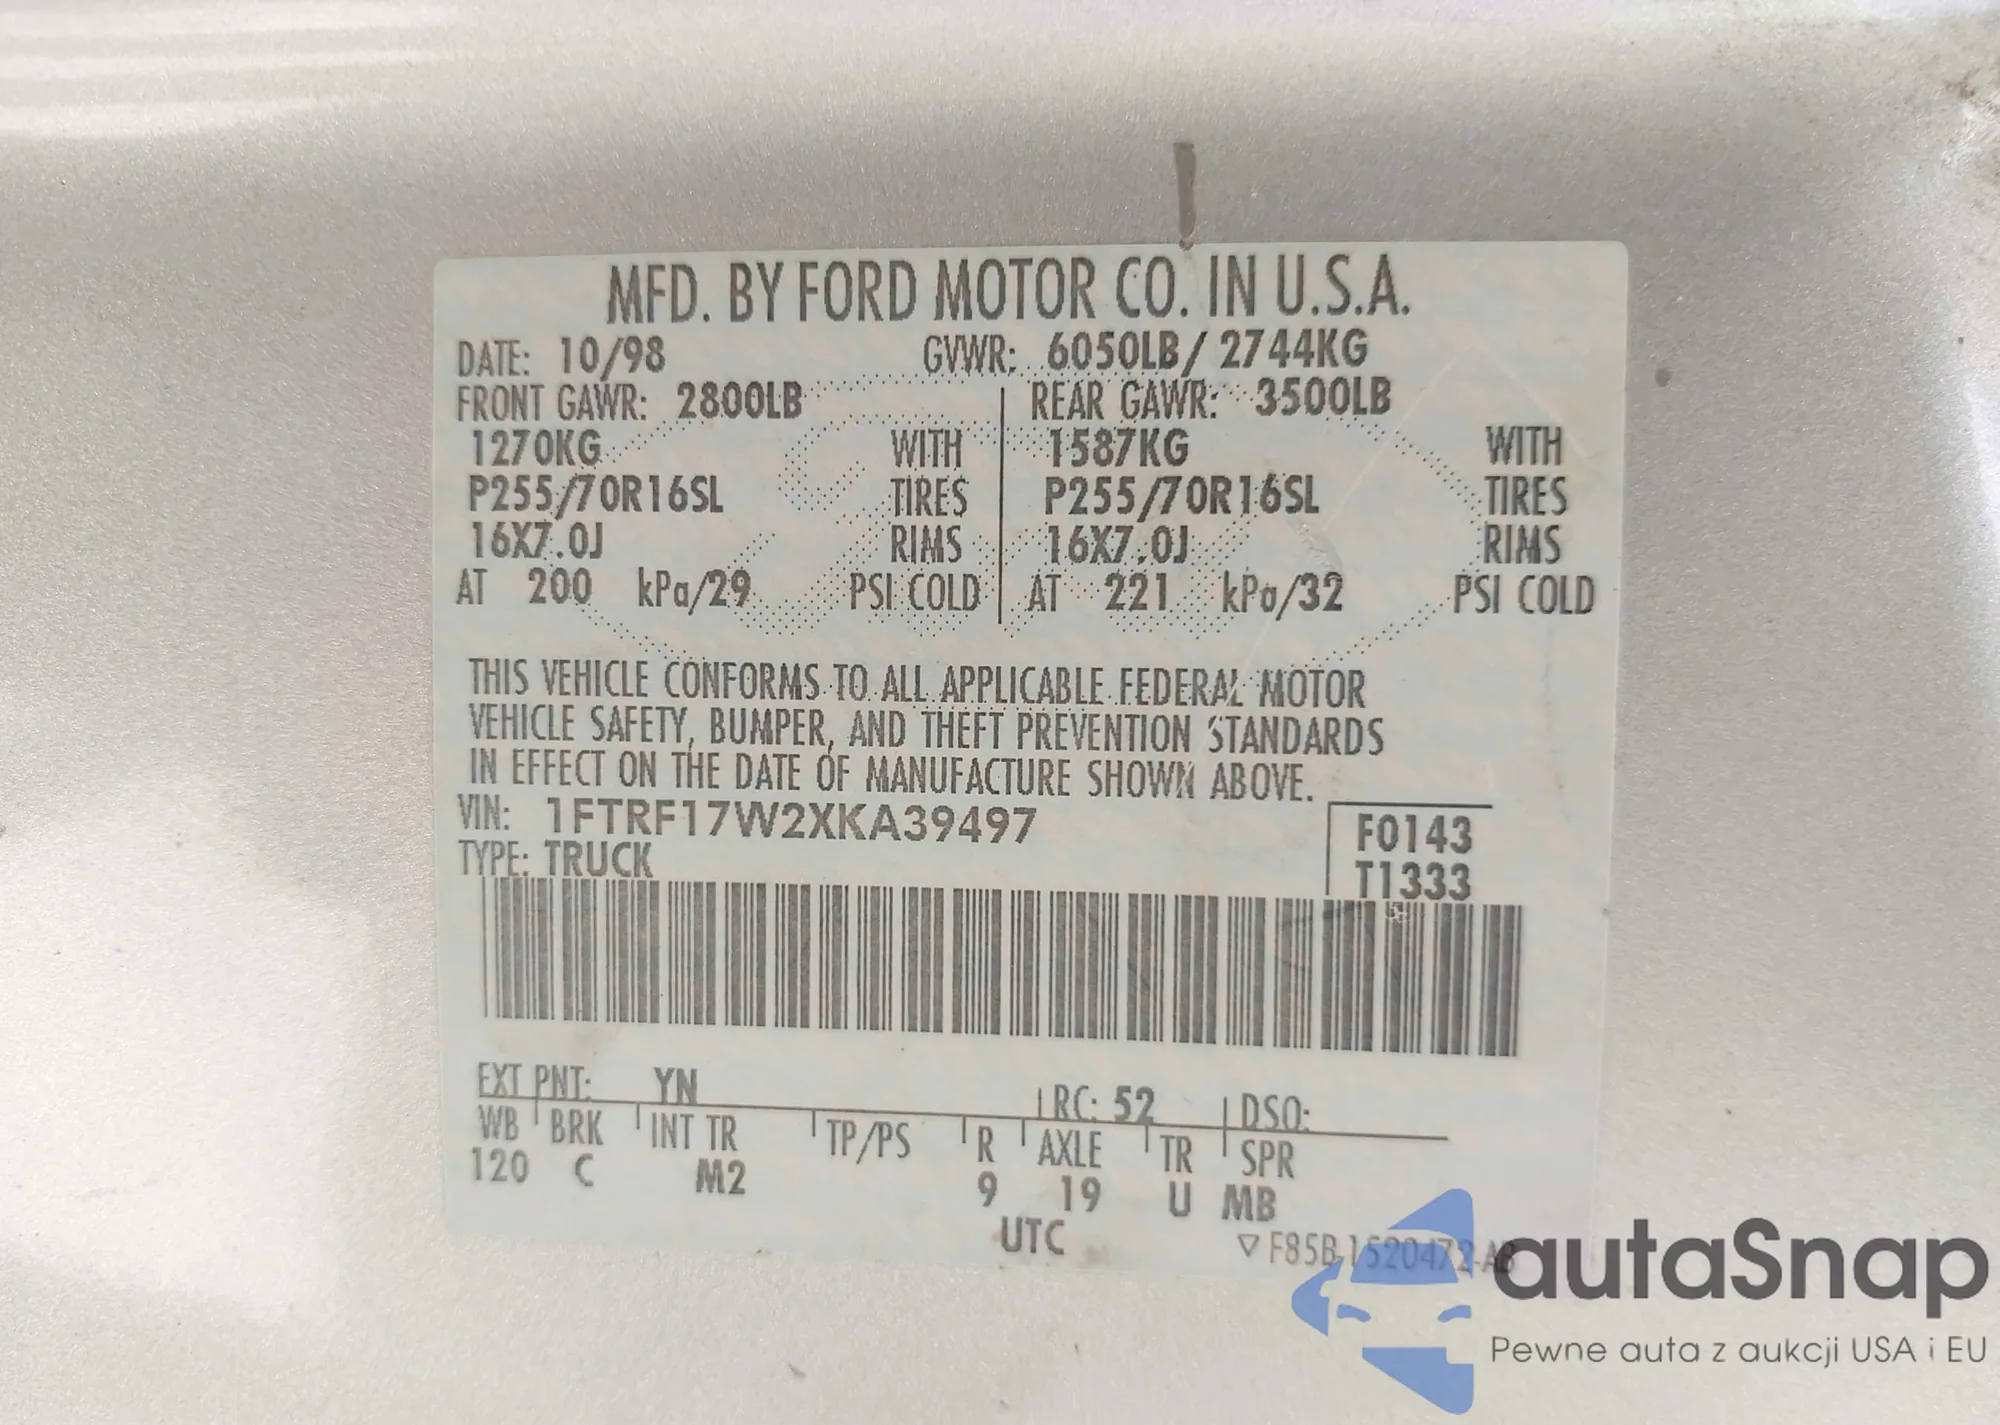 MFD. BY FORD MOTOR CO. IN U.S.A.
DATE: 10/98 GVWR: 6050LB/ 2744KG
FRONT GAWR: 2800LB REAR GAWR: 3500LB
1270KG WITH 1587KG WITH
P255/70R16SL TIRES P255/70R16SL TIRES
16X7.0J RIMS 16X7.0J RIMS
AT 200 kPa/29 PSI COLD AT 221 kPa/32 PSI COLD
THIS VEHICLE CONFORMS TO ALL APPLICABLE FEDERAL MOTOR
VEHICLE SAFETY, BUMPER, AND THEFT PREVENTION STANDARDS
IN EFFECT ON THE DATE OF MANUFACTURE SHOWN ABOVE.
VIN: 1FTRF17W2XKA39497 F0143
TYPE: TRUCK T1333
EXT PNT: YN RC: 52 DSO:
WB BRK INT TR TP/PS R AXLE TR SPR
120 C M2 9 19 U MB
UTC
▽ F85B-1520472-AB
autaSnap
Pewne auta z aukcji USA i EU